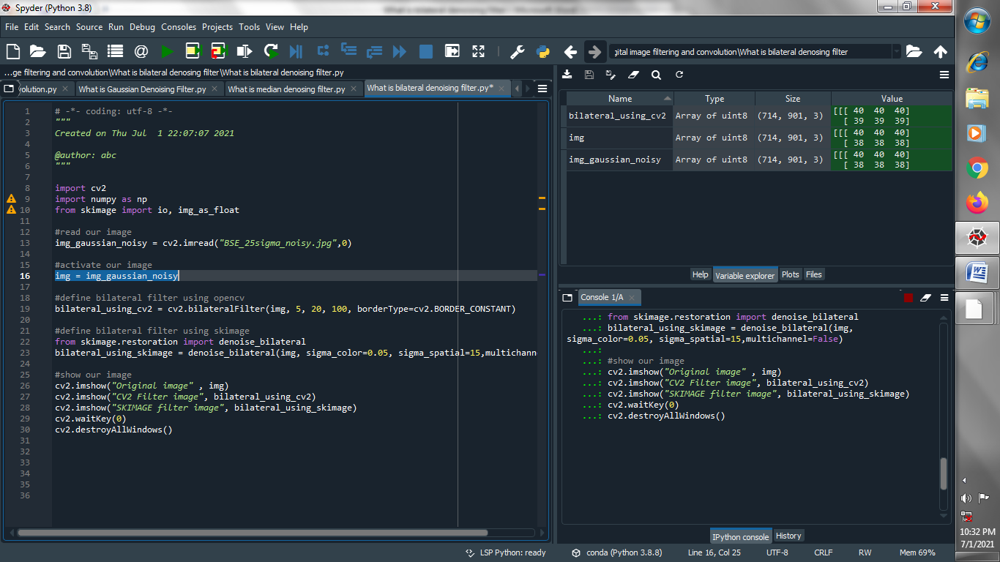 Spyder (Python 3.8)
File Edit Search Source Run Debug Consoles Projects Tools View Help
gital image filtering and convolution\What is bilateral denosing filter
...ge filtering and convolution\What is bilateral denosing filter\What is bilateral denoising filter.py
volution.py What is Gaussian Denoising Filter.py What is median denosing filter.py What is bilateral denoising filter.py*
1 # -*- coding: utf-8 -*-
2 """
3 Created on Thu Jul  1 22:07:07 2021
4
5 @author: abc
6 """
7
8 import cv2
9 import numpy as np
10 from skimage import io, img_as_float
11
12 #read our image
13 img_gaussian_noisy = cv2.imread("BSE_25sigma_noisy.jpg",0)
14
15 #activate our image
16 img = img_gaussian_noisy
17
18 #define bilateral filter using opencv
19 bilateral_using_cv2 = cv2.bilateralFilter(img, 5, 20, 100, borderType=cv2.BORDER_CONSTANT)
20
21 #define bilateral filter using skimage
22 from skimage.restoration import denoise_bilateral
23 bilateral_using_skimage = denoise_bilateral(img, sigma_color=0.05, sigma_spatial=15,multichann
24
25 #show our image
26 cv2.imshow("Original image" , img)
27 cv2.imshow("CV2 Filter image", bilateral_using_cv2)
28 cv2.imshow("SKIMAGE filter image", bilateral_using_skimage)
29 cv2.waitKey(0)
30 cv2.destroyAllWindows()
31
32
33
34
35
36
Name Type Size Value
bilateral_using_cv2 Array of uint8 (714, 901, 3) [[[ 40  40  40]
[ 39  39  39]
img Array of uint8 (714, 901, 3) [[[ 40  40  40]
[ 38  38  38]
img_gaussian_noisy Array of uint8 (714, 901, 3) [[[ 40  40  40]
[ 38  38  38]
Help Variable explorer Plots Files
Console 1/A
...: from skimage.restoration import denoise_bilateral
...: bilateral_using_skimage = denoise_bilateral(img,
sigma_color=0.05, sigma_spatial=15,multichannel=False)
...:
...: #show our image
...: cv2.imshow("Original image" , img)
...: cv2.imshow("CV2 Filter image", bilateral_using_cv2)
...: cv2.imshow("SKIMAGE filter image", bilateral_using_skimage)
...: cv2.waitKey(0)
...: cv2.destroyAllWindows()
IPython console History
LSP Python: ready conda (Python 3.8.8) Line 16, Col 25 UTF-8 CRLF RW Mem 69%
10:32 PM
7/1/2021